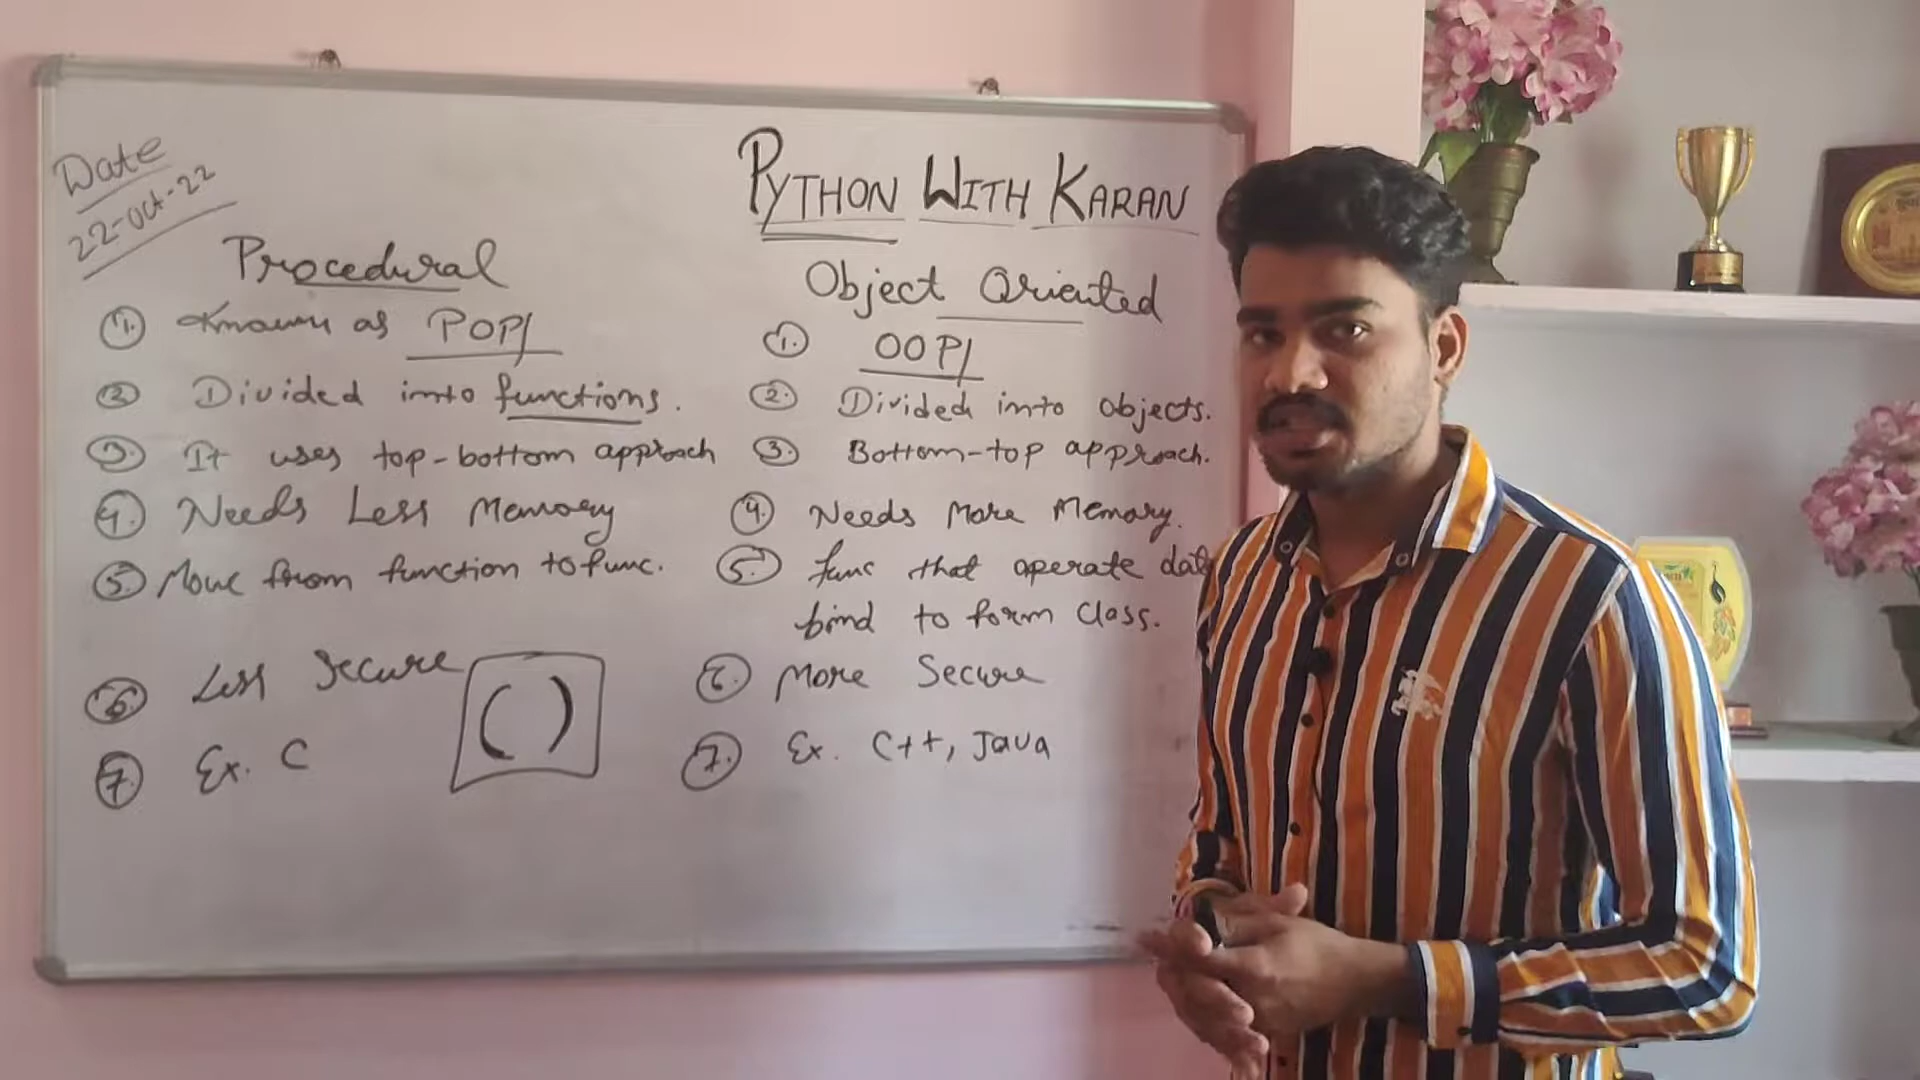 Date
22-Oct-22
PYTHON WITH KARAN
Procedural
1. Known as POP/
2. Divided into functions.
3. It uses top-bottom approach
4. Needs Less Memory
5. Move from function to func.
6. Less Secure
7. Ex. C
( )
Object Oriented
1. OOP/
2. Divided into objects.
3. Bottom-top approach.
4. Needs More Memory.
5. func that operate dat
bind to form Class.
6. More Secure
7. Ex. C++, Java